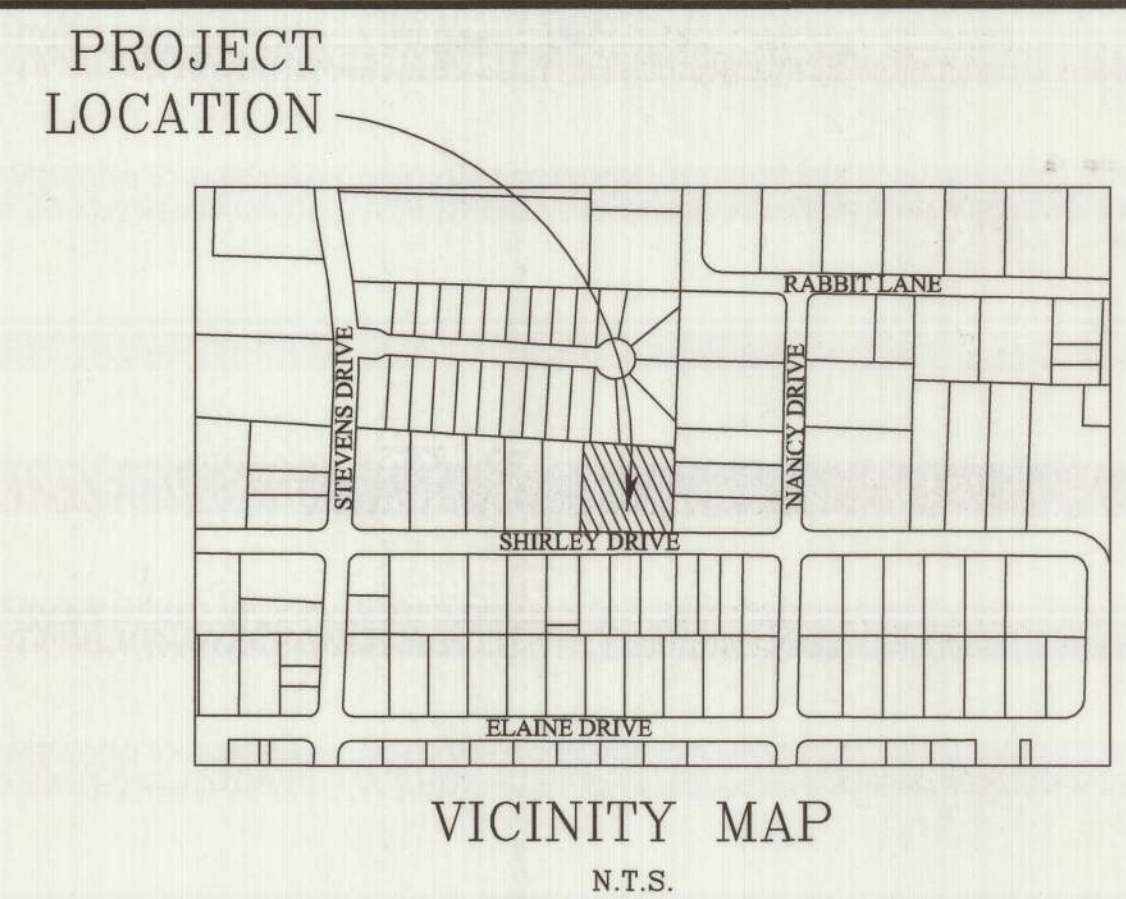 PROJECT
LOCATION
RABBIT LANE
STEVENS DRIVE
NANCY DRIVE
SHIRLEY DRIVE
ELAINE DRIVE
VICINITY MAP
N.T.S.